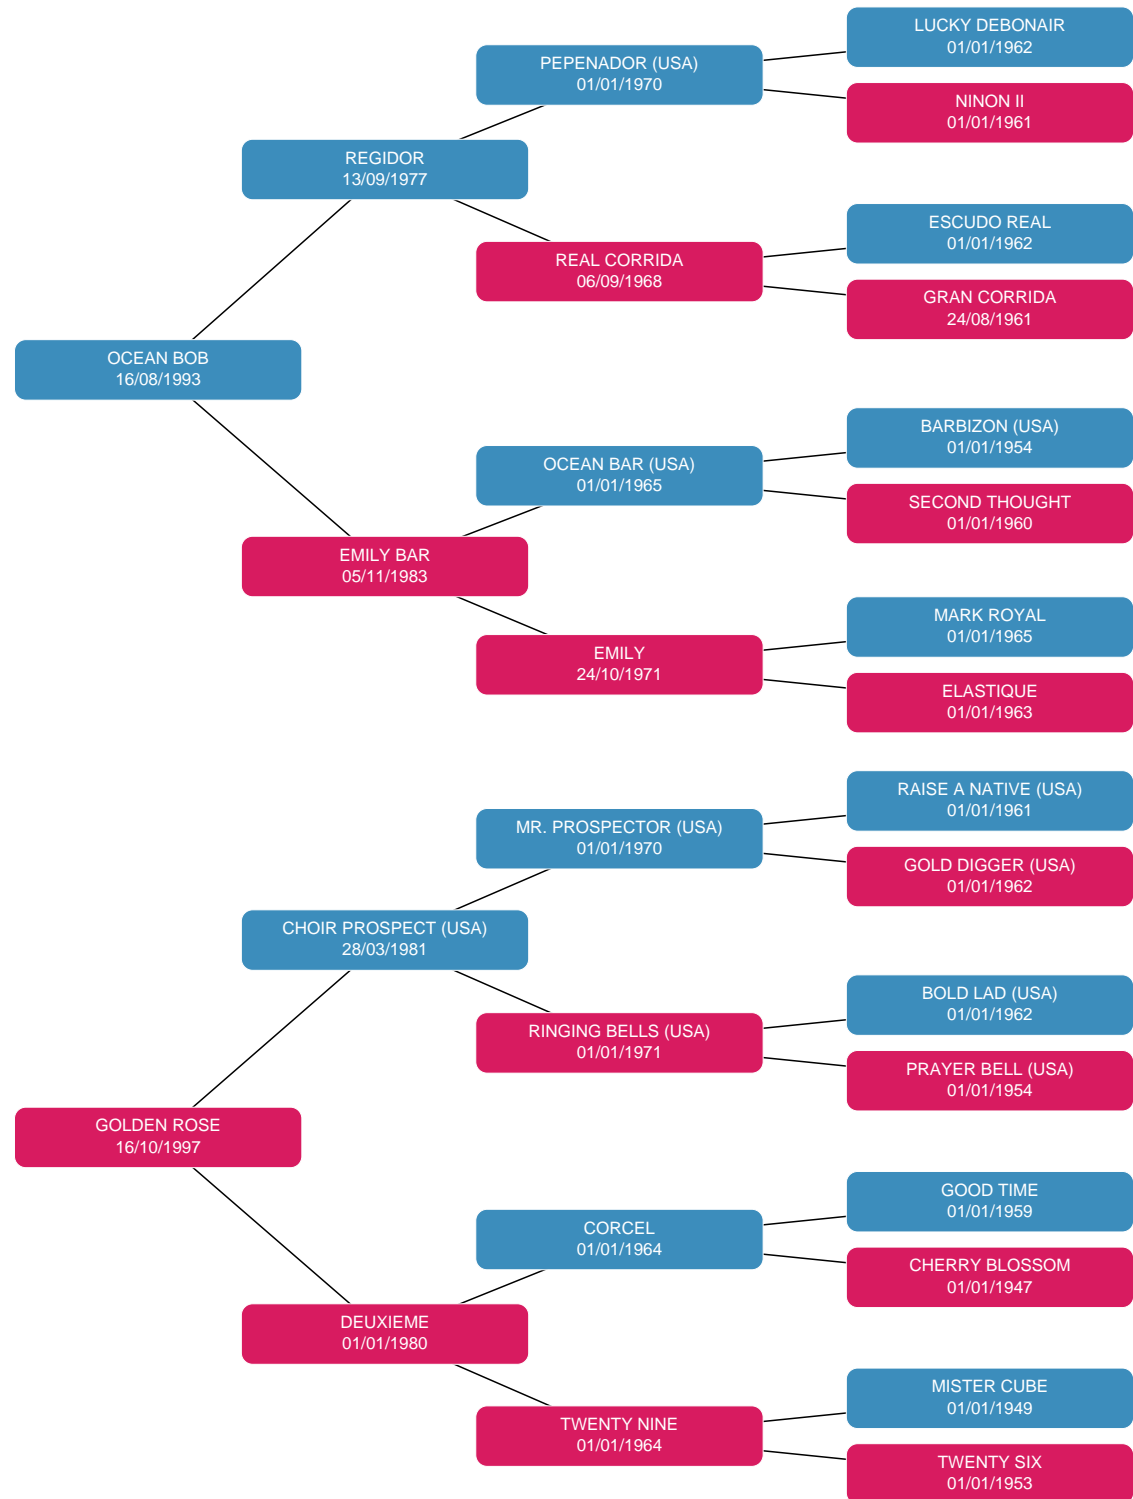 LUCKY DEBONAIR
01/01/1962
PEPENADOR (USA)
01/01/1970
NINON II
01/01/1961
REGIDOR
13/09/1977
ESCUDO REAL
01/01/1962
REAL CORRIDA
06/09/1968
GRAN CORRIDA
24/08/1961
OCEAN BOB
16/08/1993
BARBIZON (USA)
01/01/1954
OCEAN BAR (USA)
01/01/1965
SECOND THOUGHT
01/01/1960
EMILY BAR
05/11/1983
MARK ROYAL
01/01/1965
EMILY
24/10/1971
ELASTIQUE
01/01/1963
RAISE A NATIVE (USA)
01/01/1961
MR. PROSPECTOR (USA)
01/01/1970
GOLD DIGGER (USA)
01/01/1962
CHOIR PROSPECT (USA)
28/03/1981
BOLD LAD (USA)
01/01/1962
RINGING BELLS (USA)
01/01/1971
PRAYER BELL (USA)
01/01/1954
GOLDEN ROSE
16/10/1997
GOOD TIME
01/01/1959
CORCEL
01/01/1964
CHERRY BLOSSOM
01/01/1947
DEUXIEME
01/01/1980
MISTER CUBE
01/01/1949
TWENTY NINE
01/01/1964
TWENTY SIX
01/01/1953